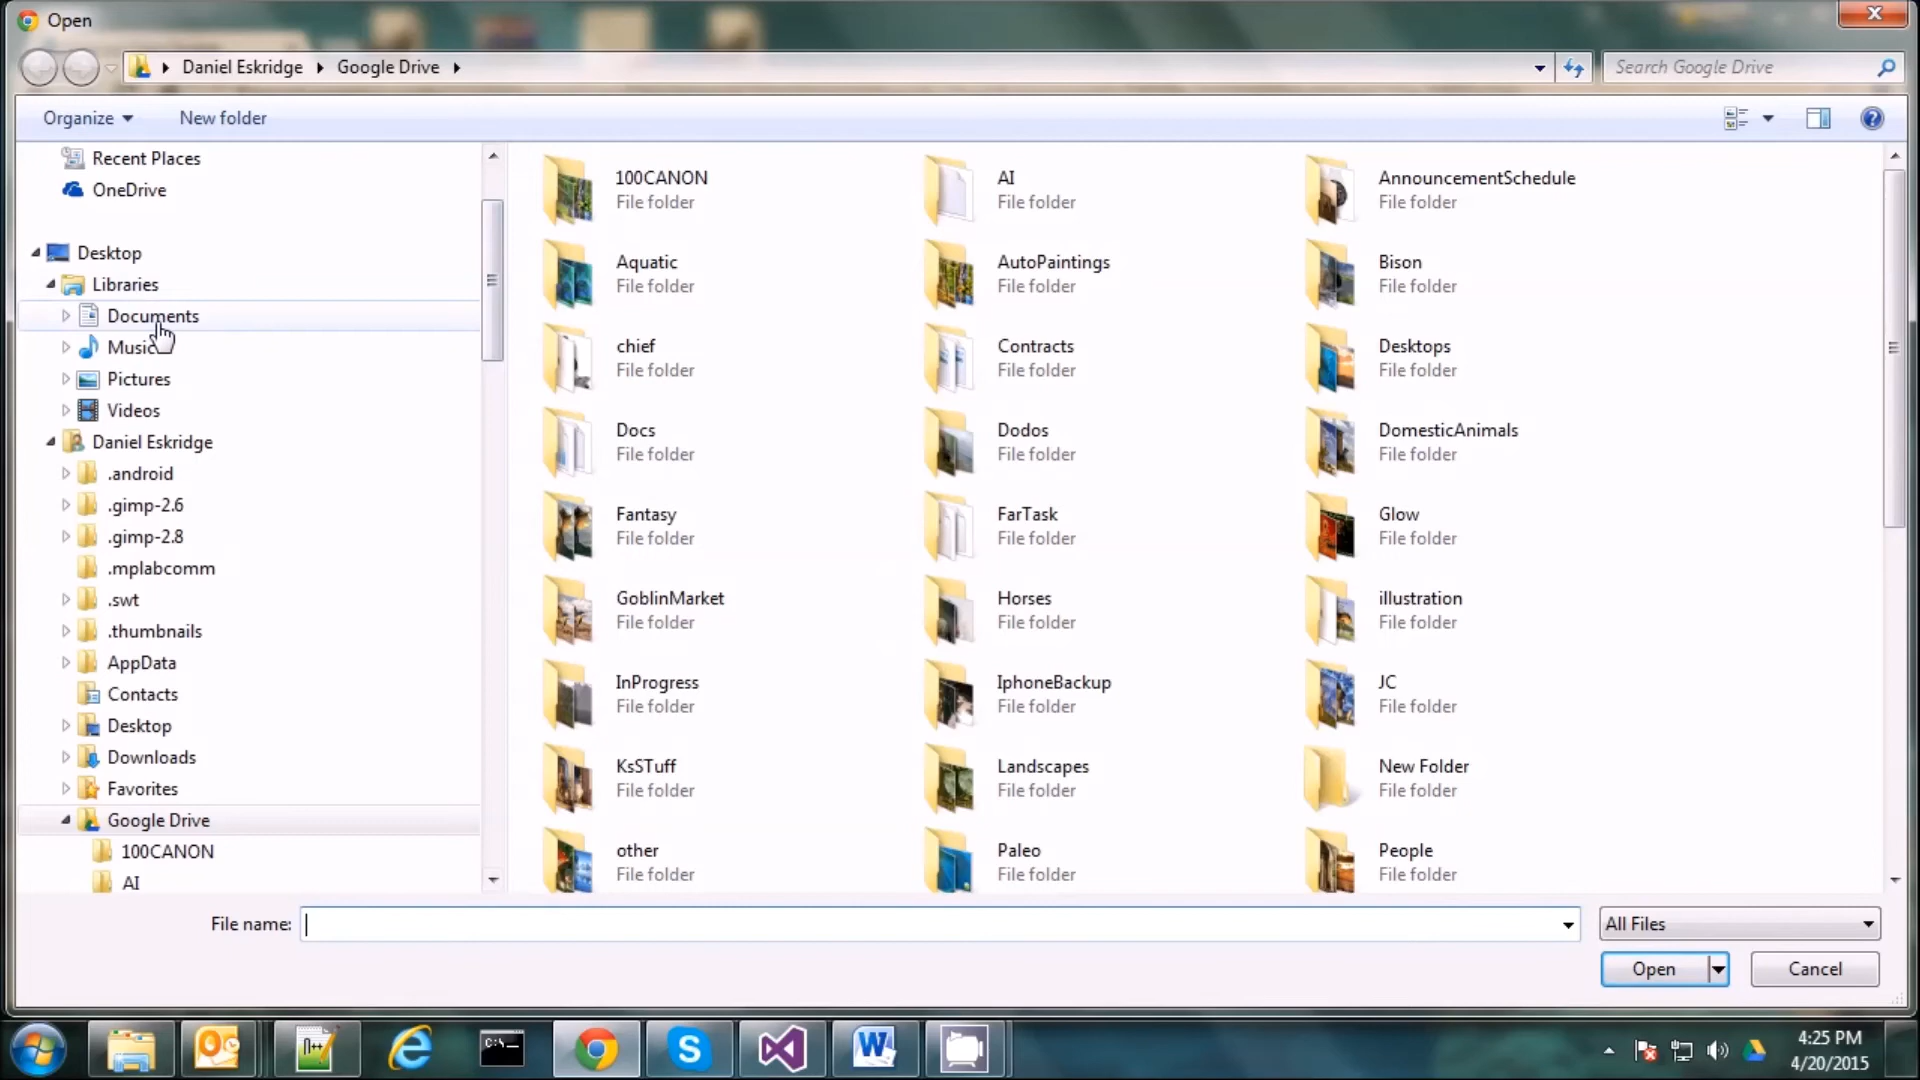 Open
Daniel Eskridge Google Drive
Search Google Drive
Organize New folder
Recent Places
OneDrive
Desktop
Libraries
Documents
Music
Pictures
Videos
Daniel Eskridge
.android
.gimp-2.6
.gimp-2.8
.mplabcomm
.swt
.thumbnails
AppData
Contacts
Desktop
Downloads
Favorites
Google Drive
100CANON
AI
100CANON
File folder
AI
File folder
AnnouncementSchedule
File folder
Aquatic
File folder
AutoPaintings
File folder
Bison
File folder
chief
File folder
Contracts
File folder
Desktops
File folder
Docs
File folder
Dodos
File folder
DomesticAnimals
File folder
Fantasy
File folder
FarTask
File folder
Glow
File folder
GoblinMarket
File folder
Horses
File folder
illustration
File folder
InProgress
File folder
IphoneBackup
File folder
JC
File folder
KsSTuff
File folder
Landscapes
File folder
New Folder
File folder
other
File folder
Paleo
File folder
People
File folder
File name:
All Files
Open
Cancel
4:25 PM
4/20/2015